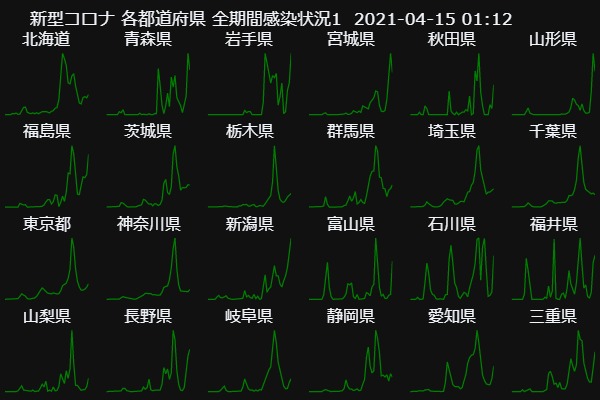 新型コロナ 各都道府県 全期間感染状況1 2021-04-15 01:12
北海道 青森県 岩手県 宮城県 秋田県 山形県
福島県 茨城県 栃木県 群馬県 埼玉県 千葉県
東京都 神奈川県 新潟県 富山県 石川県 福井県
山梨県 長野県 岐阜県 静岡県 愛知県 三重県